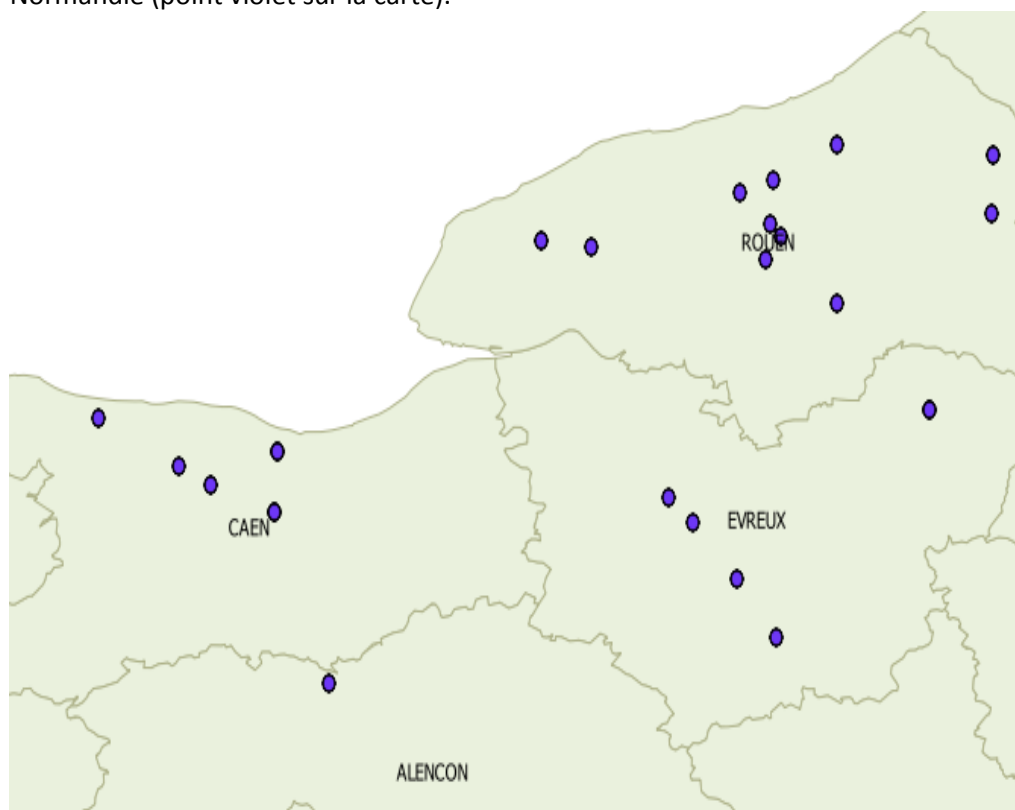 Normandie (point violet sur la carte).
ROUEN
EVREUX
CAEN
ALENCON